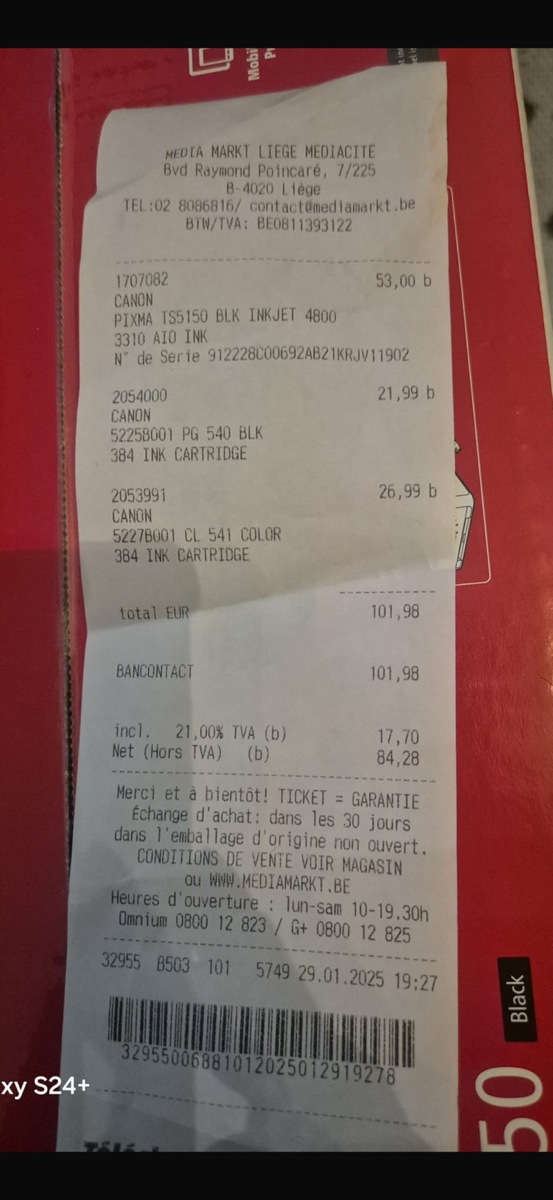 Mobi
MEDIA MARKT LIEGE MEDIACITE
Bvd Raymond Poincaré, 7/225
B-4020 Liège
TEL:02 8086816/ contact@mediamarkt.be
BTW/TVA: BE0811393122
1707082 53,00 b
CANON
PIXMA TS5150 BLK INKJET 4800
3310 AIO INK
N° de Serie 912228C00692AB21KRJV11902
2054000 21,99 b
CANON
5225B001 PG 540 BLK
384 INK CARTRIDGE
2053991 26,99 b
CANON
5227B001 CL 541 COLOR
384 INK CARTRIDGE
total EUR 101,98
BANCONTACT 101,98
incl. 21,00% TVA (b) 17,70
Net (Hors TVA) (b) 84,28
Merci et à bientôt! TICKET = GARANTIE
Échange d'achat: dans les 30 jours
dans l'emballage d'origine non ouvert.
CONDITIONS DE VENTE VOIR MAGASIN
ou WWW.MEDIAMARKT.BE
Heures d'ouverture : lun-sam 10-19.30h
Omnium 0800 12 823 / G+ 0800 12 825
32955 B503 101 5749 29.01.2025 19:27
32955006881012025012919278
Black
50
xy S24+